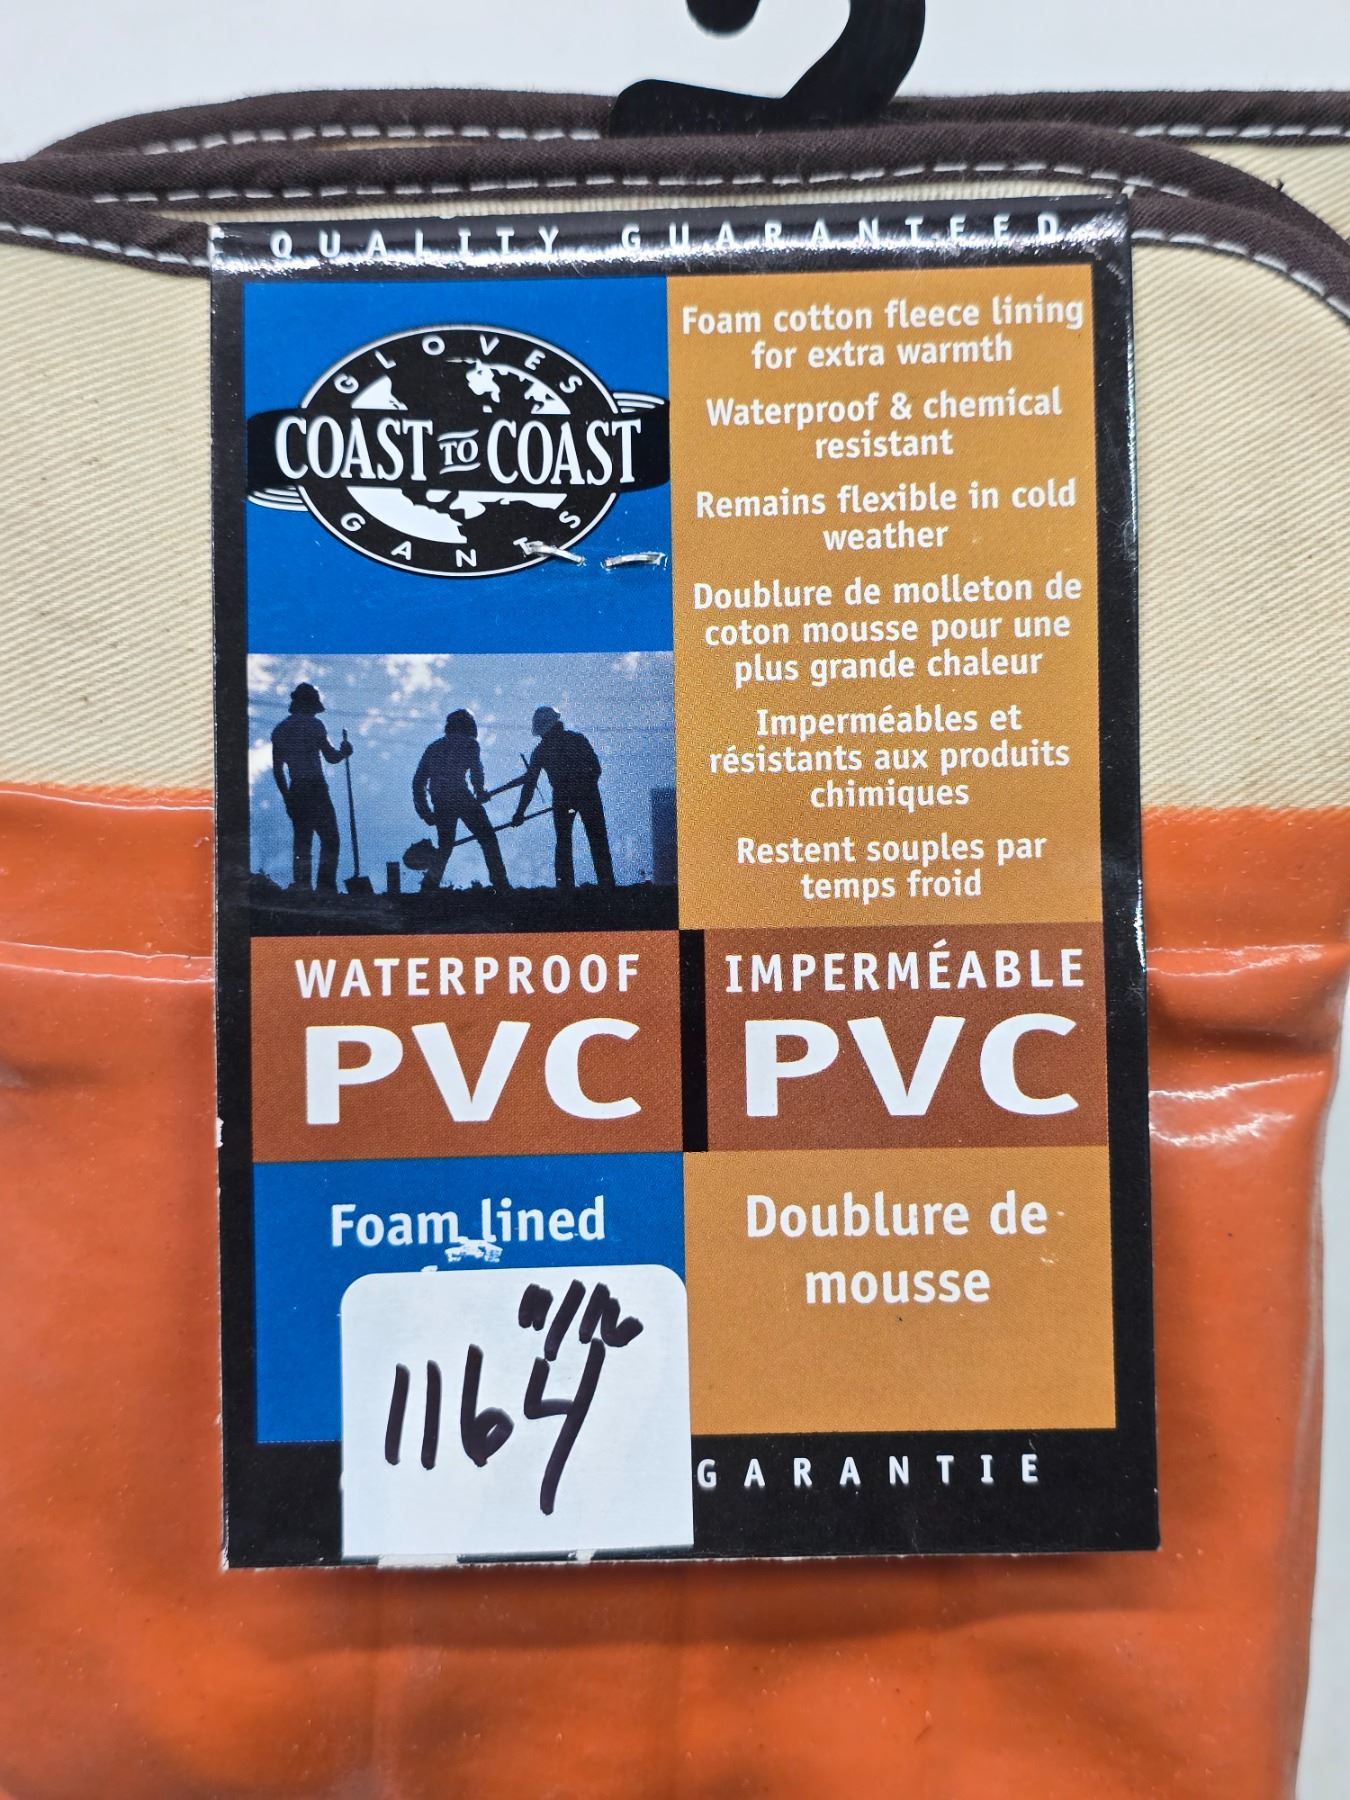 QUALITY GUARANTEED
GLOVES
COAST TO COAST
GANTS
Foam cotton fleece lining
for extra warmth
Waterproof & chemical
resistant
Remains flexible in cold
weather
Doublure de molleton de
coton mousse pour une
plus grande chaleur
Imperméables et
résistants aux produits
chimiques
Restent souples par
temps froid
WATERPROOF
PVC
IMPERMÉABLE
PVC
Foam lined
Doublure de
mousse
1164
GARANTIE